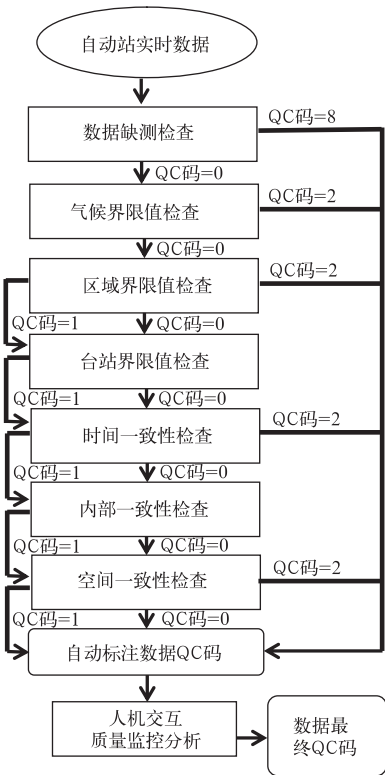 自动站实时数据
数据缺测检查
QC码=8
QC码=0
气候界限值检查
QC码=2
QC码=0
区域界限值检查
QC码=2
QC码=1
QC码=0
台站界限值检查
QC码=1
QC码=0
时间一致性检查
QC码=2
QC码=1
QC码=0
内部一致性检查
QC码=1
QC码=0
空间一致性检查
QC码=2
QC码=1
QC码=0
自动标注数据QC码
人机交互
质量监控分析
数据最
终QC码